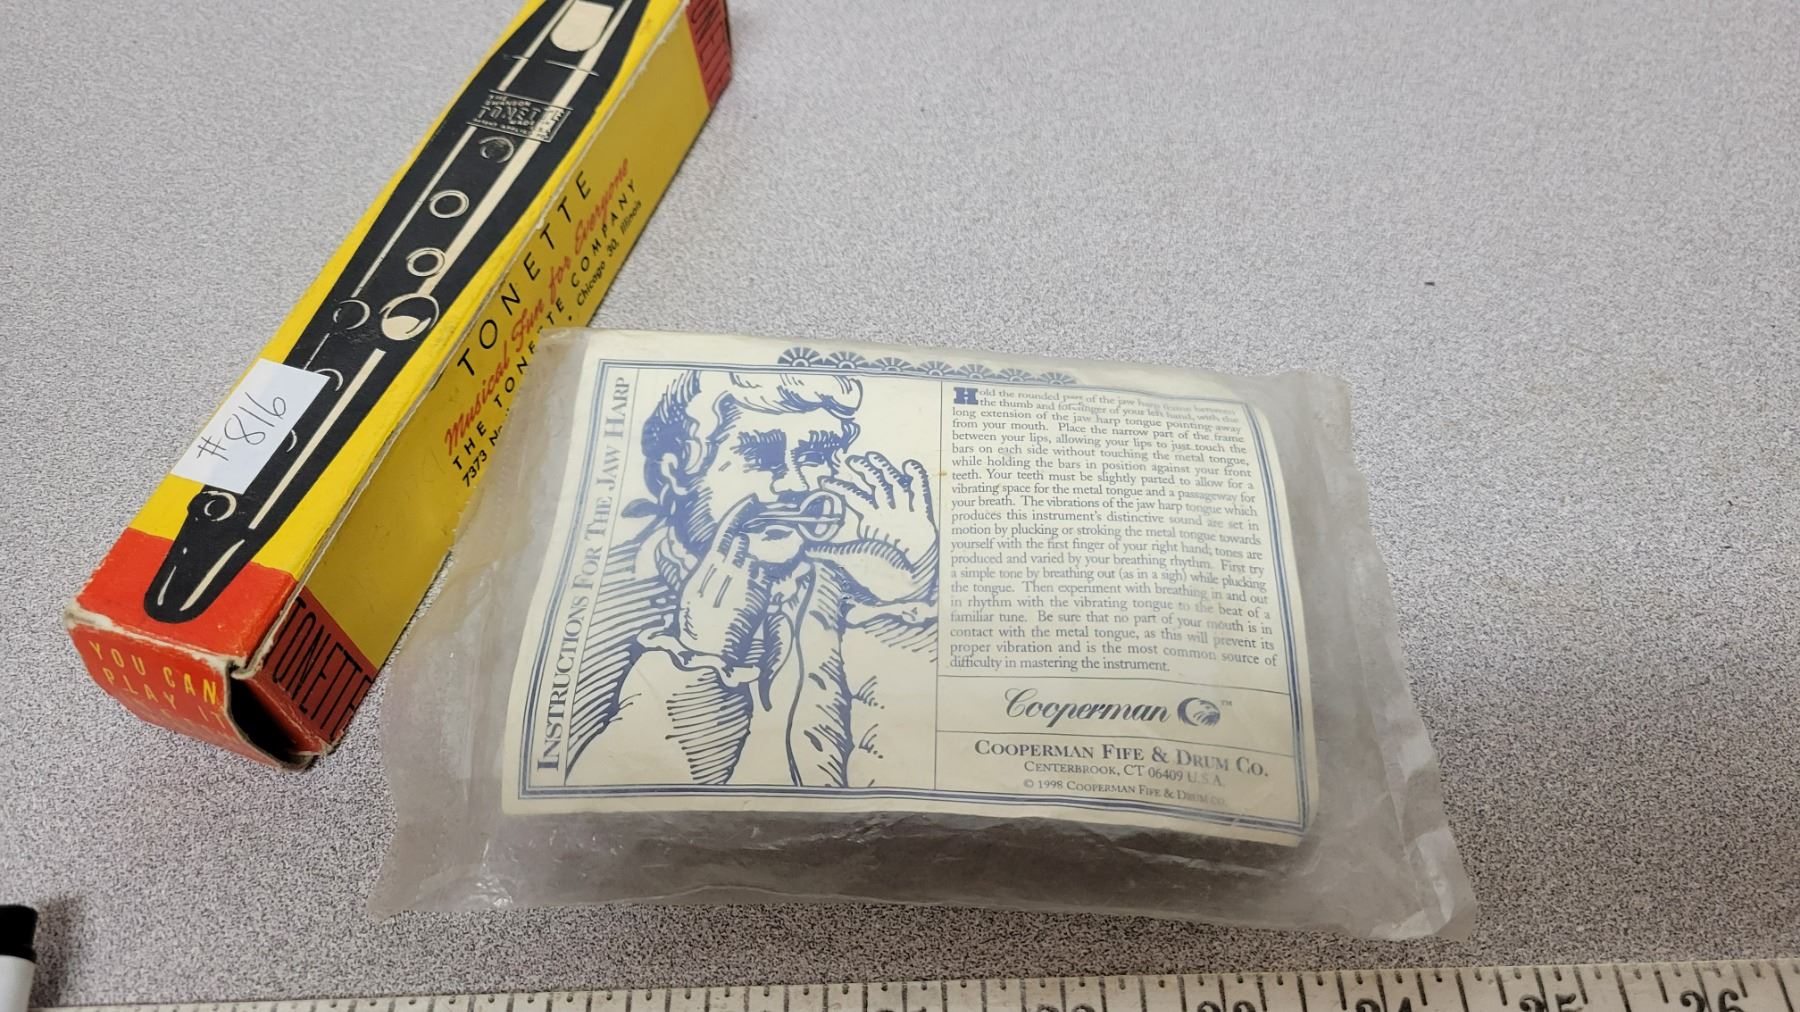 THE
SWANSON
TONETTE
MADE
#816
TONETTE
Musical Fun for Everyone
THE TONETTE COMPANY
7373 N. Chicago 30, Illinois
YOU CAN
PLAY IT
TONETTE
INSTRUCTIONS FOR THE JAW HARP
Hold the rounded part of the jaw harp frame between
the thumb and forefinger of your left hand, with the
long extension of the jaw harp tongue pointing away
from your mouth. Place the narrow part of the frame
between your lips, allowing your lips to just touch the
bars on each side without touching the metal tongue,
while holding the bars in position against your front
teeth. Your teeth must be slightly parted to allow for a
vibrating space for the metal tongue and a passageway for
your breath. The vibrations of the jaw harp tongue which
produces this instrument's distinctive sound are set in
motion by plucking or stroking the metal tongue towards
yourself with the first finger of your right hand; tones are
produced and varied by your breathing rhythm. First try
a simple tone by breathing out (as in a sigh) while plucking
the tongue. Then experiment with breathing in and out
in rhythm with the vibrating tongue to the beat of a
familiar tune. Be sure that no part of your mouth is in
contact with the metal tongue, as this will prevent its
proper vibration and is the most common source of
difficulty in mastering the instrument.
Cooperman ™
COOPERMAN FIFE & DRUM CO.
CENTERBROOK, CT 06409 U.S.A.
© 1998 COOPERMAN FIFE & DRUM CO.
23 24 25 26